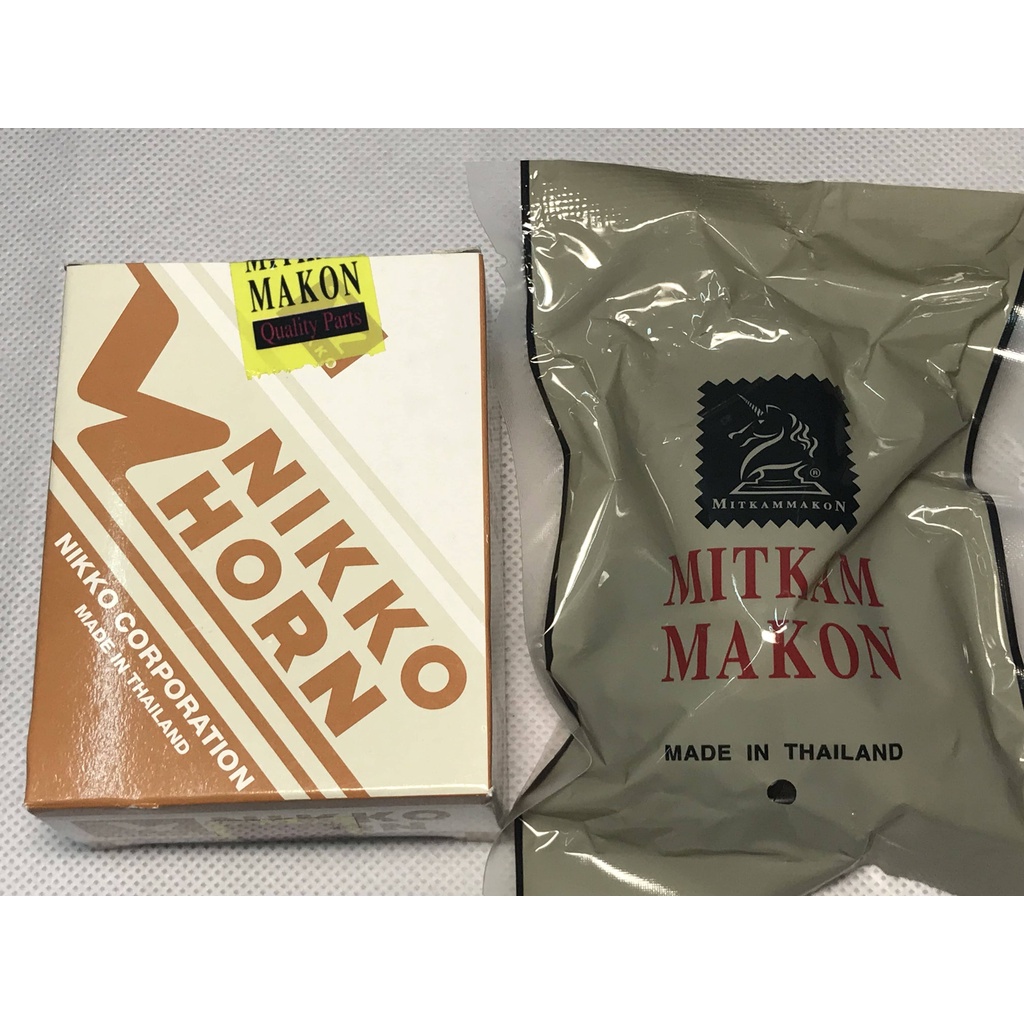 MAKON
Quality Parts
NIKKO
HORN
NIKKO CORPORATION
MADE IN THAILAND
MITKAMMAKON
®
MITKAM
MAKON
MADE IN THAILAND